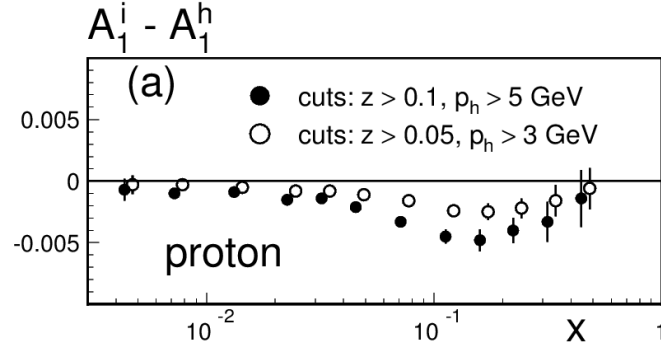 A₁ⁱ - A₁ʰ
(a)
cuts: z > 0.1, pₕ > 5 GeV
0.005
cuts: z > 0.05, pₕ > 3 GeV
0
-0.005
proton
10⁻²
10⁻¹
x
1